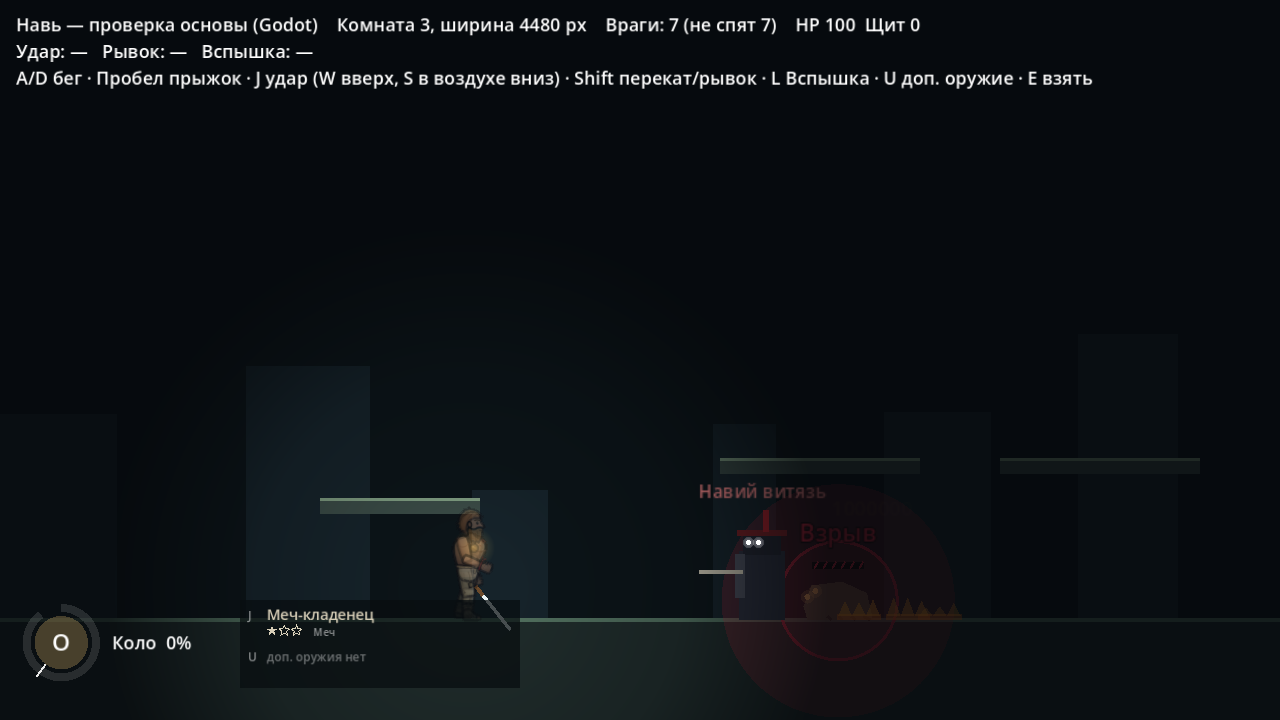 Навь — проверка основы (Godot)    Комната 3, ширина 4480 px    Враги: 7 (не спят 7)    HP 100  Щит 0
Удар: —   Рывок: —   Вспышка: —
A/D бег · Пробел прыжок · J удар (W вверх, S в воздухе вниз) · Shift перекат/рывок · L Вспышка · U доп. оружие · E взять
Навий витязь
Взрыв
J Меч-кладенец
★☆☆ Меч
U доп. оружия нет
О Коло 0%